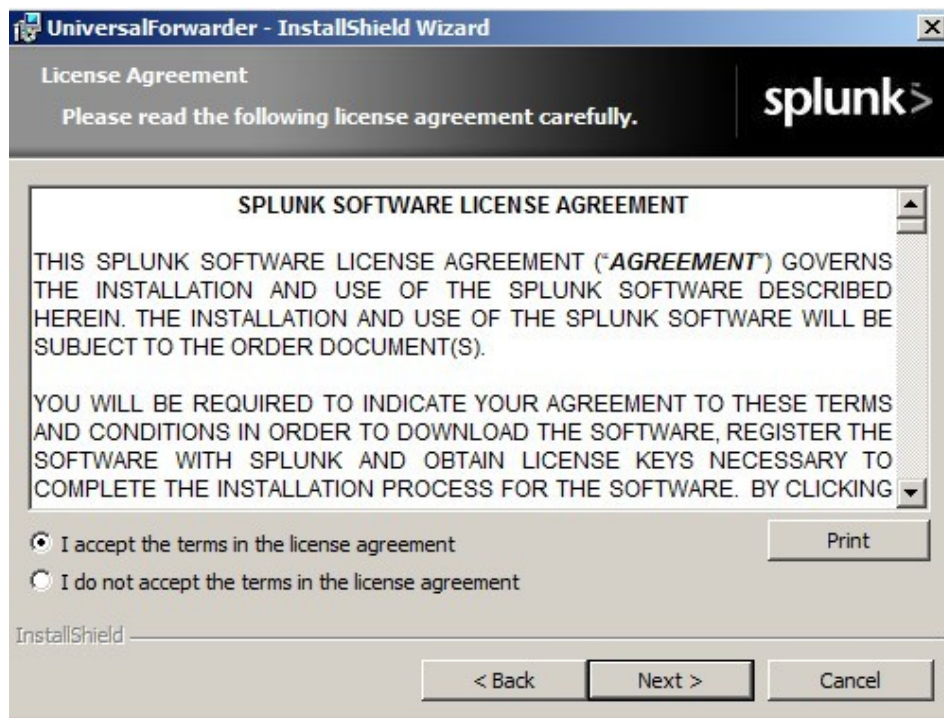 UniversalForwarder - InstallShield Wizard
License Agreement
Please read the following license agreement carefully.
splunk>
SPLUNK SOFTWARE LICENSE AGREEMENT
THIS SPLUNK SOFTWARE LICENSE AGREEMENT (“AGREEMENT”) GOVERNS
THE INSTALLATION AND USE OF THE SPLUNK SOFTWARE DESCRIBED
HEREIN. THE INSTALLATION AND USE OF THE SPLUNK SOFTWARE WILL BE
SUBJECT TO THE ORDER DOCUMENT(S).
YOU WILL BE REQUIRED TO INDICATE YOUR AGREEMENT TO THESE TERMS
AND CONDITIONS IN ORDER TO DOWNLOAD THE SOFTWARE, REGISTER THE
SOFTWARE WITH SPLUNK AND OBTAIN LICENSE KEYS NECESSARY TO
COMPLETE THE INSTALLATION PROCESS FOR THE SOFTWARE. BY CLICKING
I accept the terms in the license agreement
Print
I do not accept the terms in the license agreement
InstallShield
< Back
Next >
Cancel